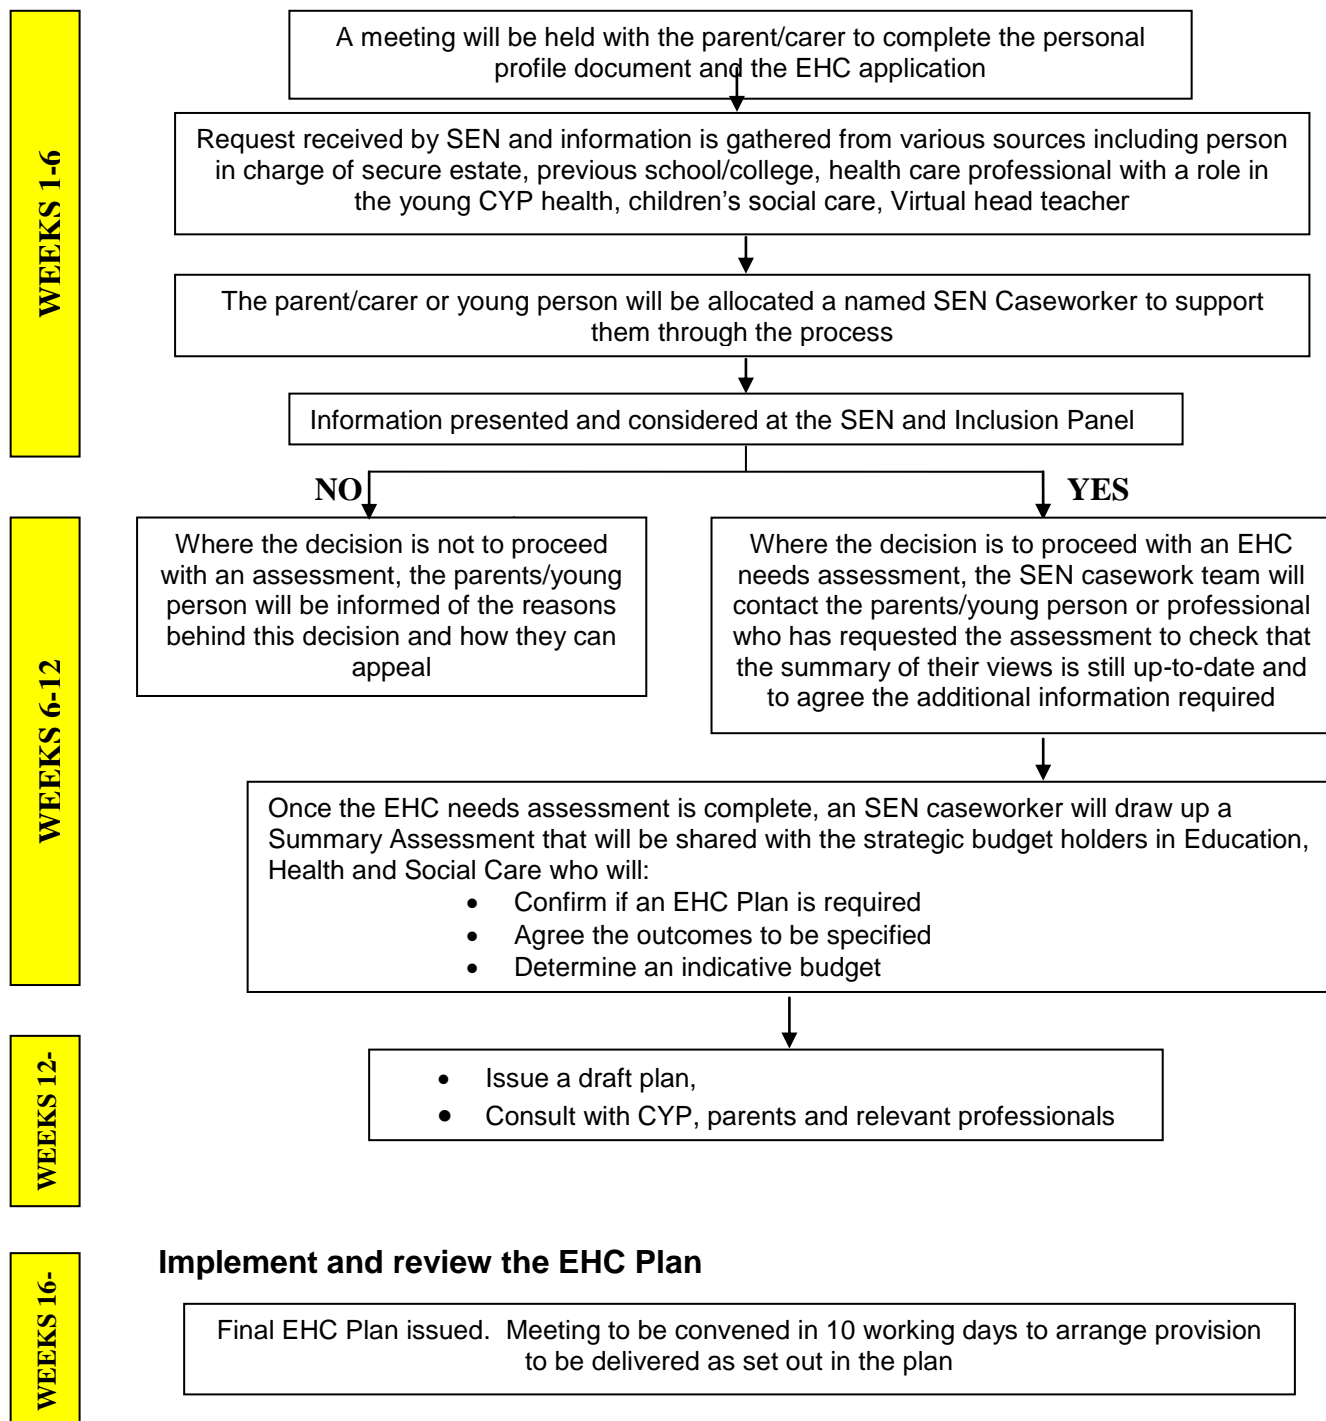 WEEKS 1-6
A meeting will be held with the parent/carer to complete the personal
profile document and the EHC application
Request received by SEN and information is gathered from various sources including person
in charge of secure estate, previous school/college, health care professional with a role in
the young CYP health, children's social care, Virtual head teacher
The parent/carer or young person will be allocated a named SEN Caseworker to support
them through the process
Information presented and considered at the SEN and Inclusion Panel
NO
YES
WEEKS 6-12
Where the decision is not to proceed
with an assessment, the parents/young
person will be informed of the reasons
behind this decision and how they can
appeal
Where the decision is to proceed with an EHC
needs assessment, the SEN casework team will
contact the parents/young person or professional
who has requested the assessment to check that
the summary of their views is still up-to-date and
to agree the additional information required
Once the EHC needs assessment is complete, an SEN caseworker will draw up a
Summary Assessment that will be shared with the strategic budget holders in Education,
Health and Social Care who will:
• Confirm if an EHC Plan is required
• Agree the outcomes to be specified
• Determine an indicative budget
WEEKS 12-
• Issue a draft plan,
• Consult with CYP, parents and relevant professionals
WEEKS 16-
Implement and review the EHC Plan
Final EHC Plan issued.  Meeting to be convened in 10 working days to arrange provision
to be delivered as set out in the plan